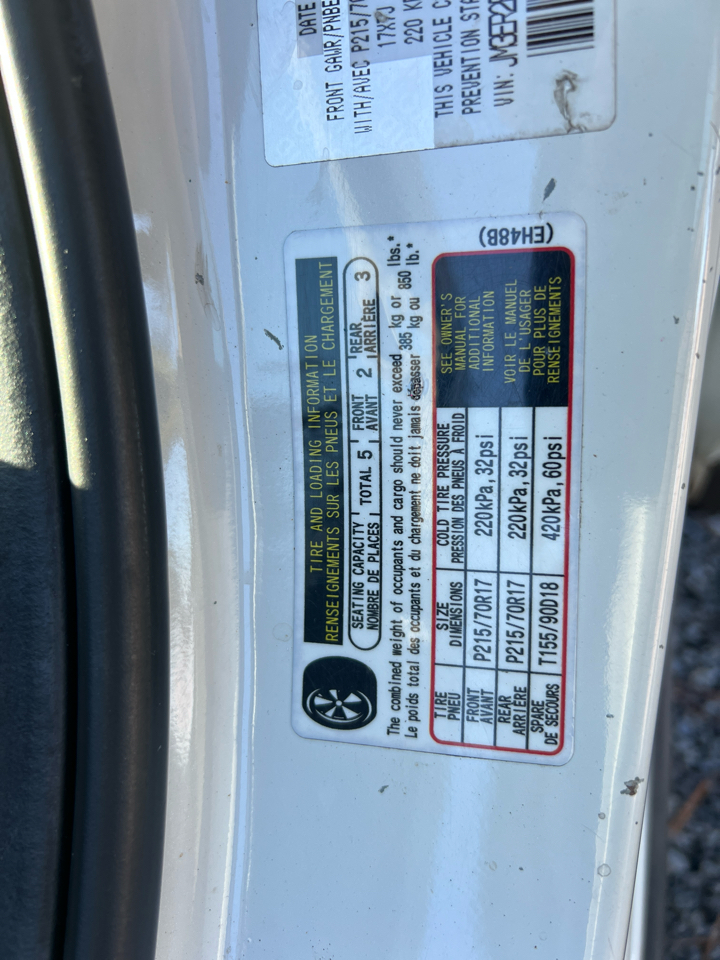 DATE
FRONT GAWR/PNBE
WITH/AVEC P215/70
17X7J
220 KP
THIS VEHICLE C
PREVENTION STA
VIN: JM3ER2B
TIRE AND LOADING INFORMATION
RENSEIGNEMENTS SUR LES PNEUS ET LE CHARGEMENT
SEATING CAPACITY TOTAL 5 FRONT 2 REAR 3
NOMBRE DE PLACES, AVANT ARRIÈRE
The combined weight of occupants and cargo should never exceed 385 kg or 850 lbs.*
Le poids total des occupants et du chargement ne doit jamais dépasser 385 kg ou 850 lb.*
(EH48B)
TIRE SIZE COLD TIRE PRESSURE
PNEU DIMENSIONS PRESSION DES PNEUS À FROID
FRONT AVANT P215/70R17 220kPa, 32psi
REAR ARRIÈRE P215/70R17 220kPa, 32psi
SPARE DE SECOURS T155/90D18 420kPa, 60psi
SEE OWNER'S
MANUAL FOR
ADDITIONAL
INFORMATION
VOIR LE MANUEL
DE L'USAGER
POUR PLUS DE
RENSEIGNEMENTS